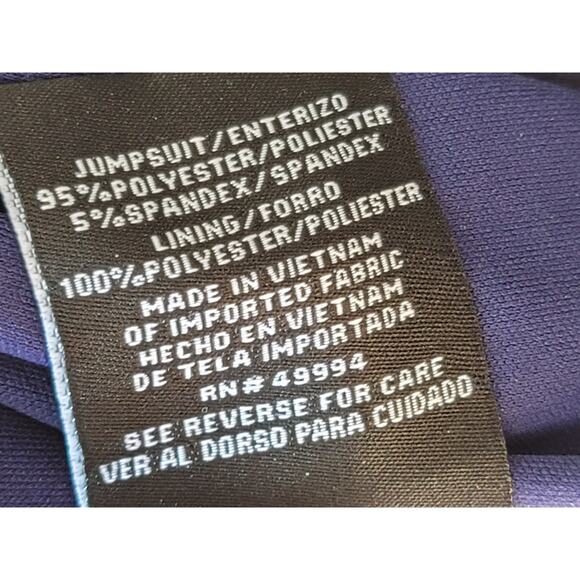 JUMPSUIT/ENTERIZO
95%POLYESTER/POLIESTER
5%SPANDEX/SPANDEX
LINING/FORRO
100%POLYESTER/POLIESTER
MADE IN VIETNAM
OF IMPORTED FABRIC
HECHO EN VIETNAM
DE TELA IMPORTADA
RN# 49994
SEE REVERSE FOR CARE
VER AL DORSO PARA CUIDADO